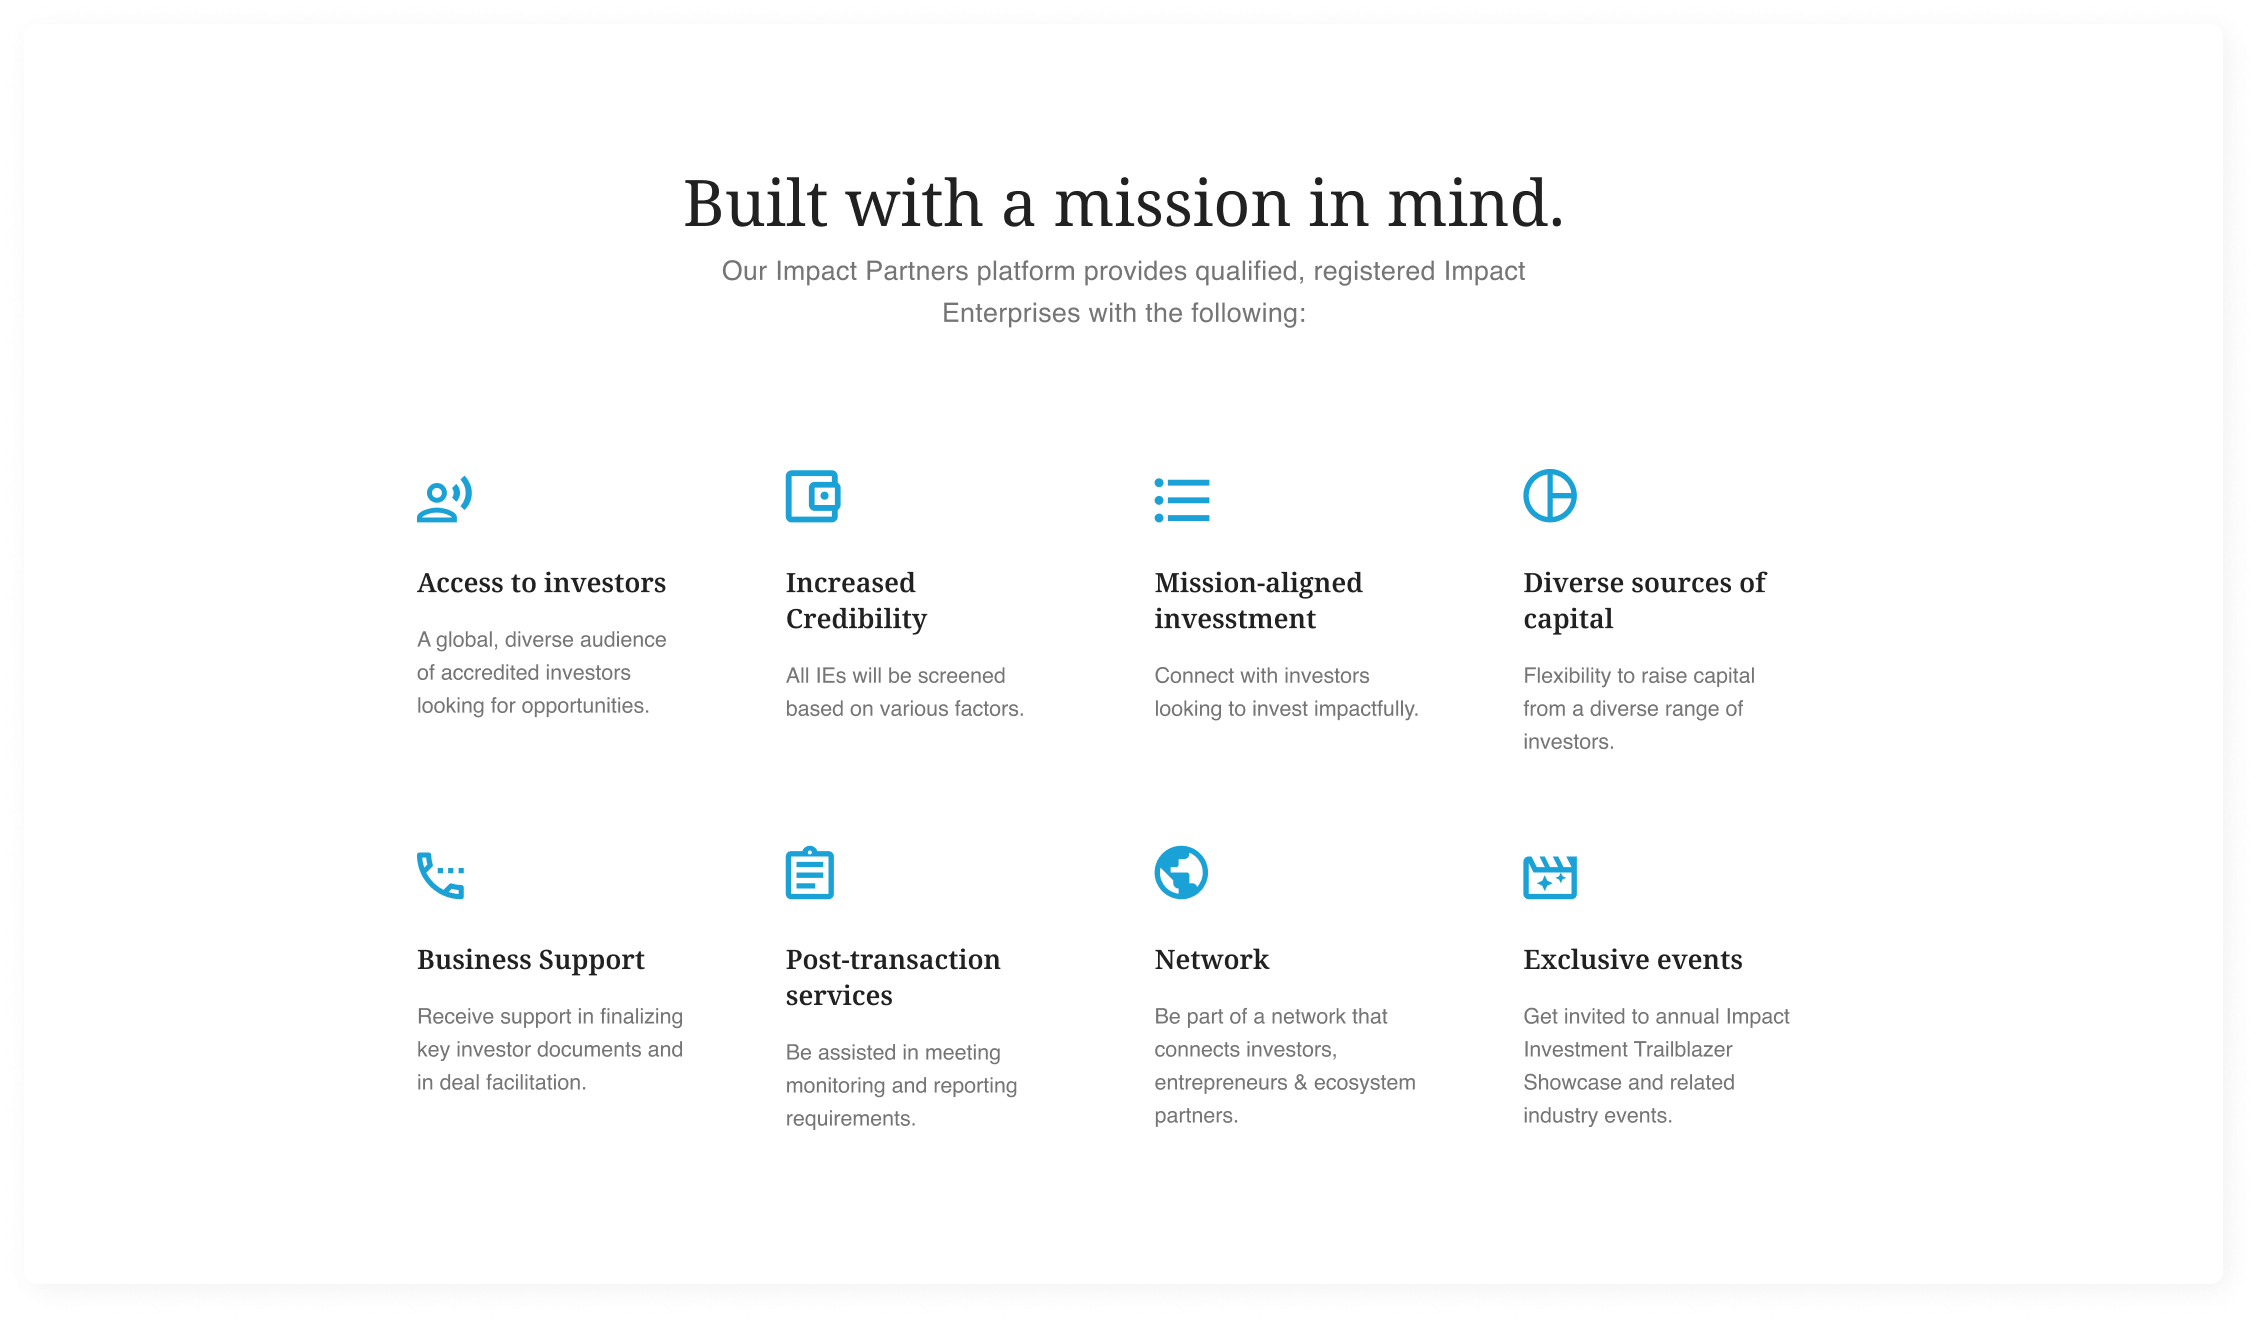 Built with a mission in mind.
Our Impact Partners platform provides qualified, registered Impact
Enterprises with the following:
Access to investors
A global, diverse audience
of accredited investors
looking for opportunities.
Increased
Credibility
All IEs will be screened
based on various factors.
Mission-aligned
invesstment
Connect with investors
looking to invest impactfully.
Diverse sources of
capital
Flexibility to raise capital
from a diverse range of
investors.
Business Support
Receive support in finalizing
key investor documents and
in deal facilitation.
Post-transaction
services
Be assisted in meeting
monitoring and reporting
requirements.
Network
Be part of a network that
connects investors,
entrepreneurs & ecosystem
partners.
Exclusive events
Get invited to annual Impact
Investment Trailblazer
Showcase and related
industry events.